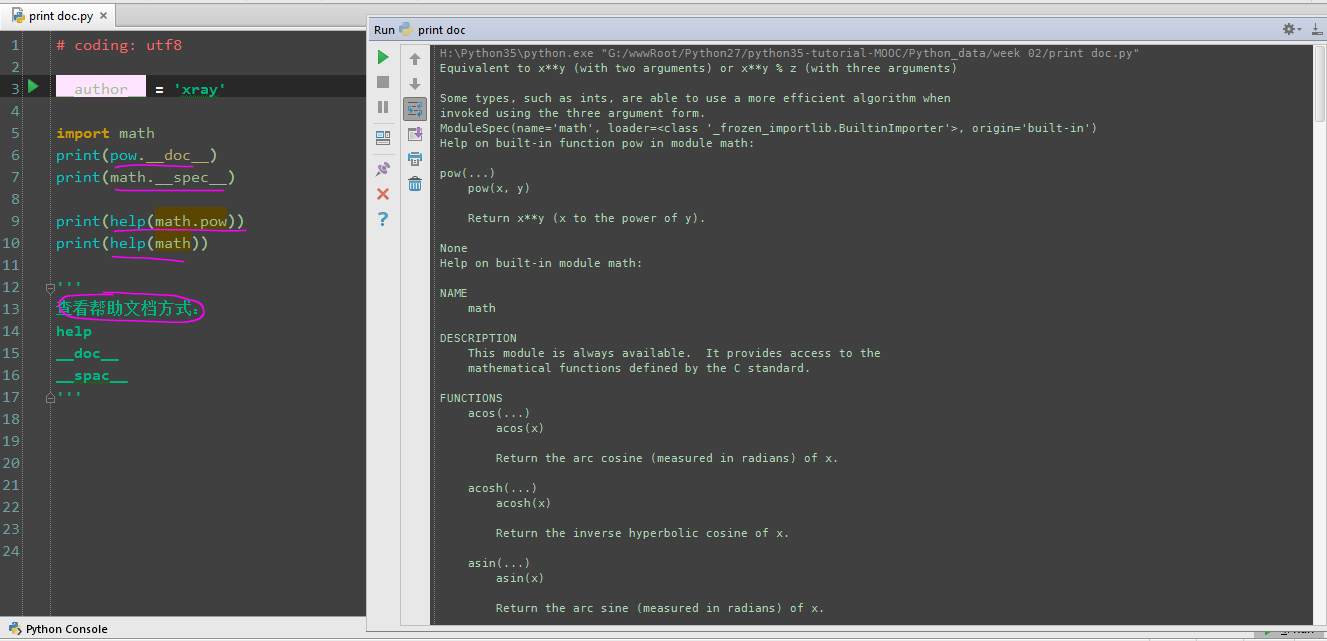 print doc.py
1 # coding: utf8
2
3 __author__ = 'xray'
4
5 import math
6 print(pow.__doc__)
7 print(math.__spec__)
8
9 print(help(math.pow))
10 print(help(math))
11
12 '''
13 查看帮助文档方式:
14 help
15 __doc__
16 __spac__
17 '''
18
19
20
21
22
23
24
Python Console
Run print doc
H:\Python35\python.exe "G:/wwwRoot/Python27/python35-tutorial-MOOC/Python_data/week 02/print doc.py"
Equivalent to x**y (with two arguments) or x**y % z (with three arguments)
Some types, such as ints, are able to use a more efficient algorithm when
invoked using the three argument form.
ModuleSpec(name='math', loader=<class '_frozen_importlib.BuiltinImporter'>, origin='built-in')
Help on built-in function pow in module math:
pow(...)
pow(x, y)
Return x**y (x to the power of y).
None
Help on built-in module math:
NAME
math
DESCRIPTION
This module is always available.  It provides access to the
mathematical functions defined by the C standard.
FUNCTIONS
acos(...)
acos(x)
Return the arc cosine (measured in radians) of x.
acosh(...)
acosh(x)
Return the inverse hyperbolic cosine of x.
asin(...)
asin(x)
Return the arc sine (measured in radians) of x.